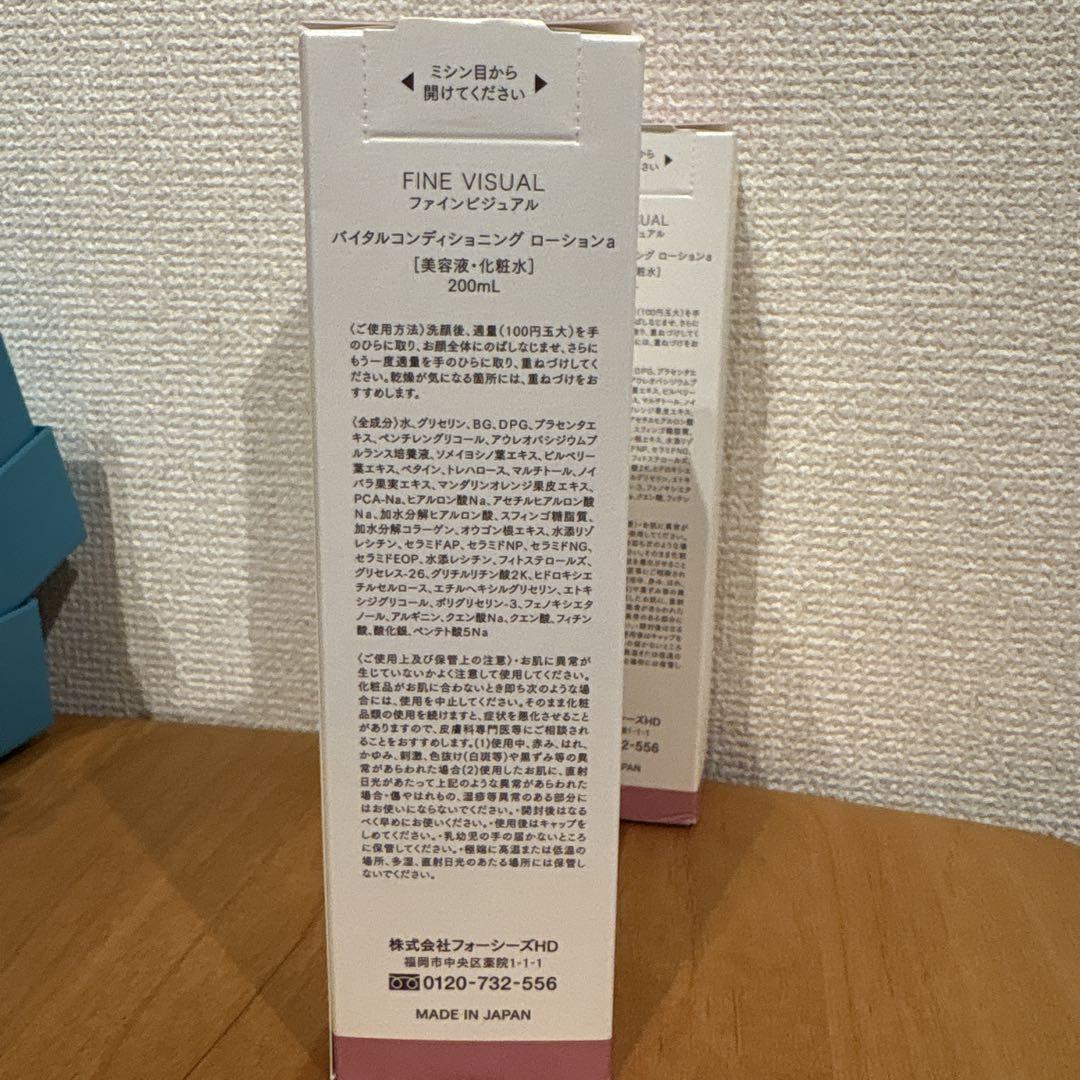 ミシン目から
開けてください
FINE VISUAL
ファインビジュアル
バイタルコンディショニング ローションa
[美容液・化粧水]
200mL
〈ご使用方法〉洗顔後、適量(100円玉大)を手
のひらに取り、お顔全体にのばしなじませ、さらに
もう一度適量を手のひらに取り、重ねづけしてく
ださい。乾燥が気になる箇所には、重ねづけをお
すすめします。
〈全成分〉水、グリセリン、BG、DPG、プラセンタエ
キス、ペンチレングリコール、アウレオバシジウムプ
ルランス培養液、ソメイヨシノ葉エキス、ビルベリー
葉エキス、ベタイン、トレハロース、マルチトール、ノイ
バラ果実エキス、マンダリンオレンジ果皮エキス、
PCA-Na、ヒアルロン酸Na、アセチルヒアルロン酸
Na、加水分解ヒアルロン酸、スフィンゴ糖脂質、
加水分解コラーゲン、オウゴン根エキス、水添リゾ
レシチン、セラミドAP、セラミドNP、セラミドNG、
セラミドEOP、水添レシチン、フィトステロールズ、
グリセレス-26、グリチルリチン酸2K、ヒドロキシエ
チルセルロース、エチルヘキシルグリセリン、エトキ
シジグリコール、ポリグリセリン-3、フェノキシエタ
ノール、アルギニン、クエン酸Na、クエン酸、フィチン
酸、酸化銀、ペンテト酸5Na
〈ご使用上及び保管上の注意〉・お肌に異常が
生じていないかよく注意して使用してください。
化粧品がお肌に合わないとき即ち次のような場
合には、使用を中止してください。そのまま化粧
品類の使用を続けますと、症状を悪化させること
がありますので、皮膚科専門医等にご相談され
ることをおすすめします。(1)使用中、赤み、はれ、
かゆみ、刺激、色抜け(白斑等)や黒ずみ等の異
常があらわれた場合(2)使用したお肌に、直射
日光があたって上記のような異常があらわれた
場合・傷やはれもの、湿疹等異常のある部分に
はお使いにならないでください。・開封後はなる
べく早めにお使いください。・使用後はキャップを
しめてください。・乳幼児の手の届かないところ
に保管してください。・極端に高温または低温の
場所、多湿、直射日光のあたる場所には保管し
ないでください。
株式会社フォーシーズHD
福岡市中央区薬院1-1-1
0120-732-556
MADE IN JAPAN